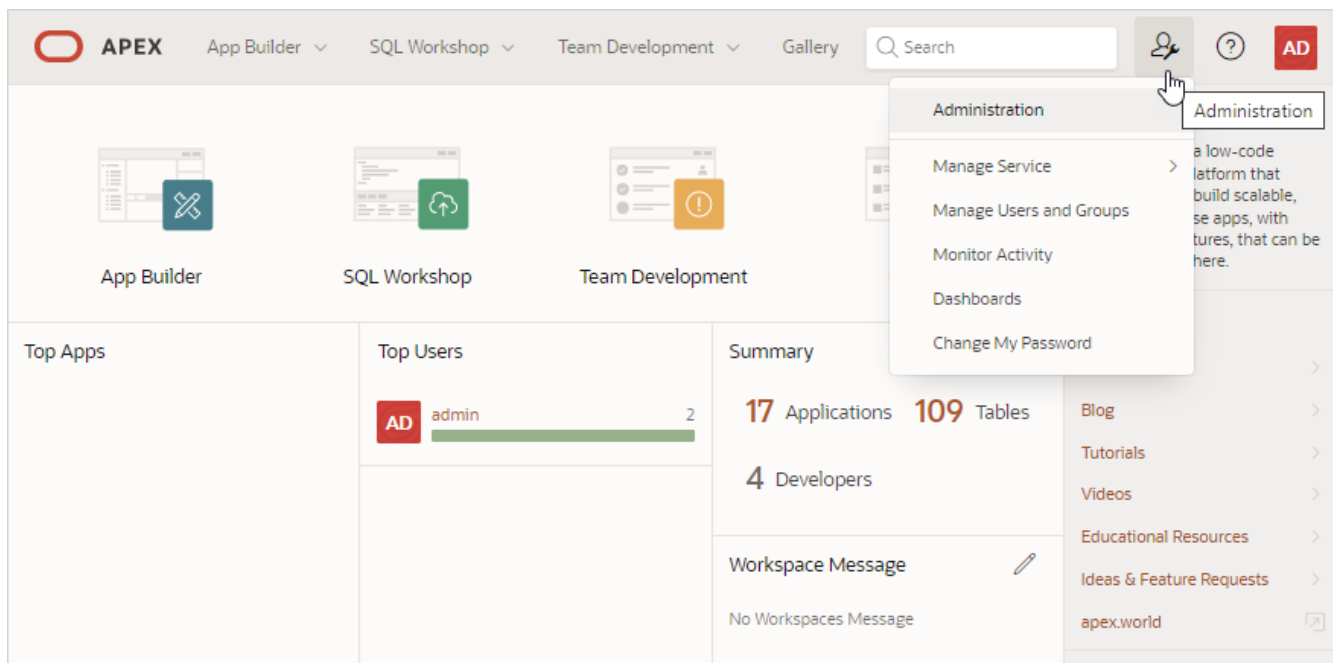 APEX
App Builder
SQL Workshop
Team Development
Gallery
Search
AD
Administration
Administration
Manage Service
Manage Users and Groups
Monitor Activity
Dashboards
Change My Password
a low-code
latform that
build scalable,
se apps, with
tures, that can be
here.
App Builder
SQL Workshop
Team Development
Top Apps
Top Users
AD
admin
2
Summary
17 Applications
109 Tables
4 Developers
Workspace Message
No Workspaces Message
Blog
Tutorials
Videos
Educational Resources
Ideas & Feature Requests
apex.world